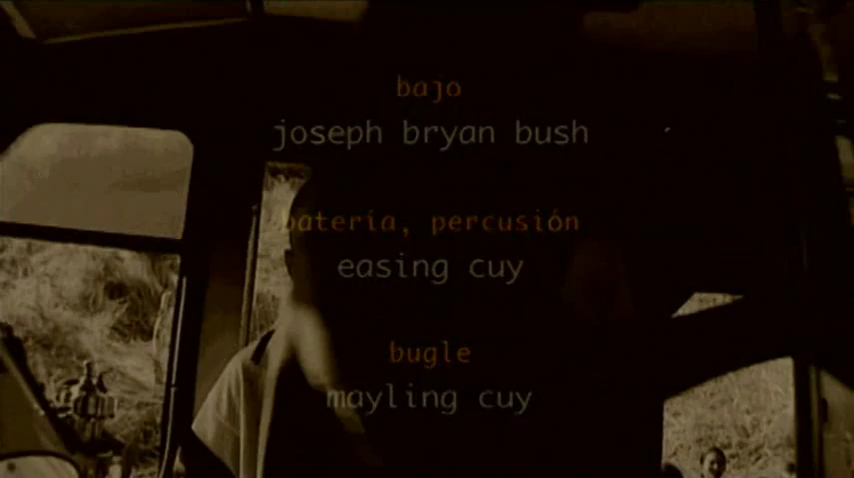 bajo
joseph bryan bush
batería, percusión
easing cuy
bugle
mayling cuy